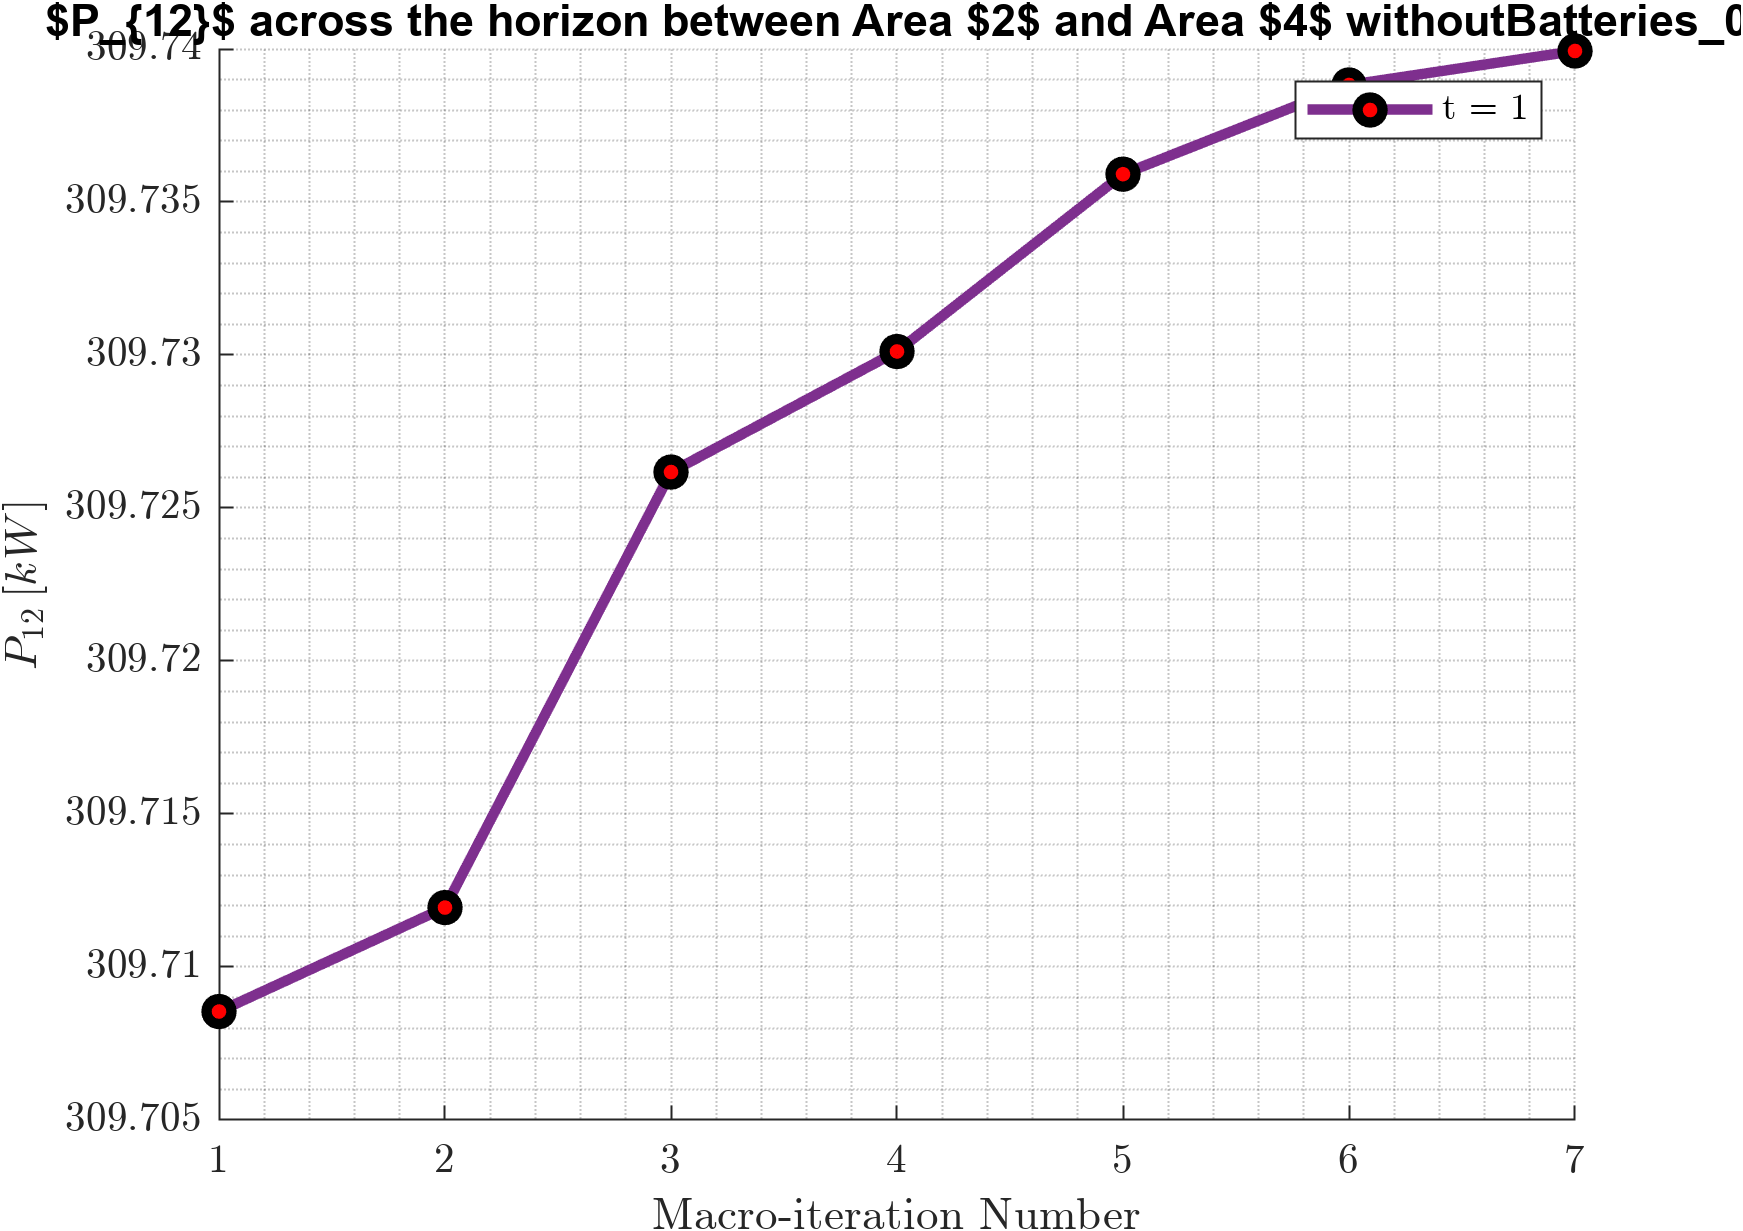 $P_{12}$ across the horizon between Area $2$ and Area $4$ withoutBatteries_0
309.74
309.735
309.73
309.725
309.72
309.715
309.71
309.705
P12 [kW]
t = 1
1 2 3 4 5 6 7
Macro-iteration Number